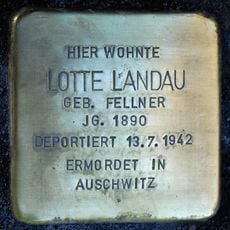 HIER WOHNTE
LOTTE LANDAU
GEB. FELLNER
JG. 1890
DEPORTIERT 13.7.1942
ERMORDET IN
AUSCHWITZ